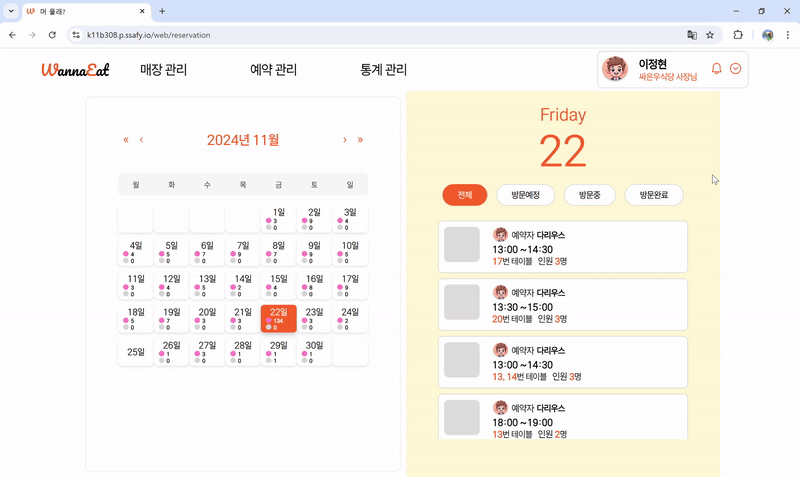 머 물래?
k11b308.p.ssafy.io/web/reservation
WannaEat
매장 관리
예약 관리
통계 관리
이정현
싸은우식당 사장님
« ‹ 2024년 11월 › »
월 화 수 목 금 토 일
1일 2일 3일
3 9 4
0 0 0
4일 5일 6일 7일 8일 9일 10일
4 5 7 9 7 9 5
0 0 0 0 0 0 0
11일 12일 13일 14일 15일 16일 17일
3 4 5 2 4 8 9
0 0 0 0 0 0 0
18일 19일 20일 21일 22일 23일 24일
5 7 3 3 134 3 2
0 0 0 0 0 0 0
25일 26일 27일 28일 29일 30일
1 3 1 1 1
0 0 0 1 0
Friday
22
전체 방문예정 방문중 방문완료
예약자 다리우스
13:00 ~14:30
17번 테이블 인원 3명
예약자 다리우스
13:30 ~15:00
20번 테이블 인원 3명
예약자 다리우스
13:00 ~14:30
13, 14번 테이블 인원 3명
예약자 다리우스
18:00 ~19:00
13번 테이블 인원 2명